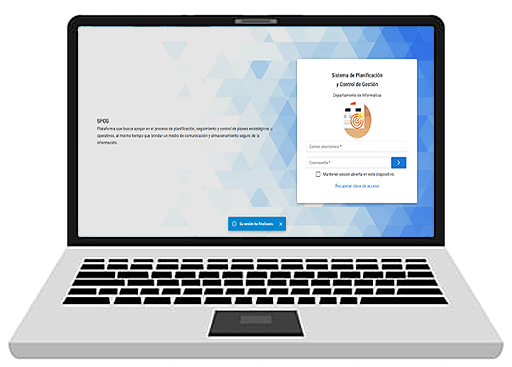 SPCG
Plataforma que busca apoyar en el proceso de planificación, seguimiento y control de planes estratégicos u
operativos, al mismo tiempo que brindar un medio de comunicación y almacenamiento seguro de la
información.
Sistema de Planificación
y Control de Gestión
Departamento de Informática
Correo electrónico *
Contraseña *
Mantener sesión abierta en este dispositivo
Recuperar clave de acceso
Su sesión ha finalizado.